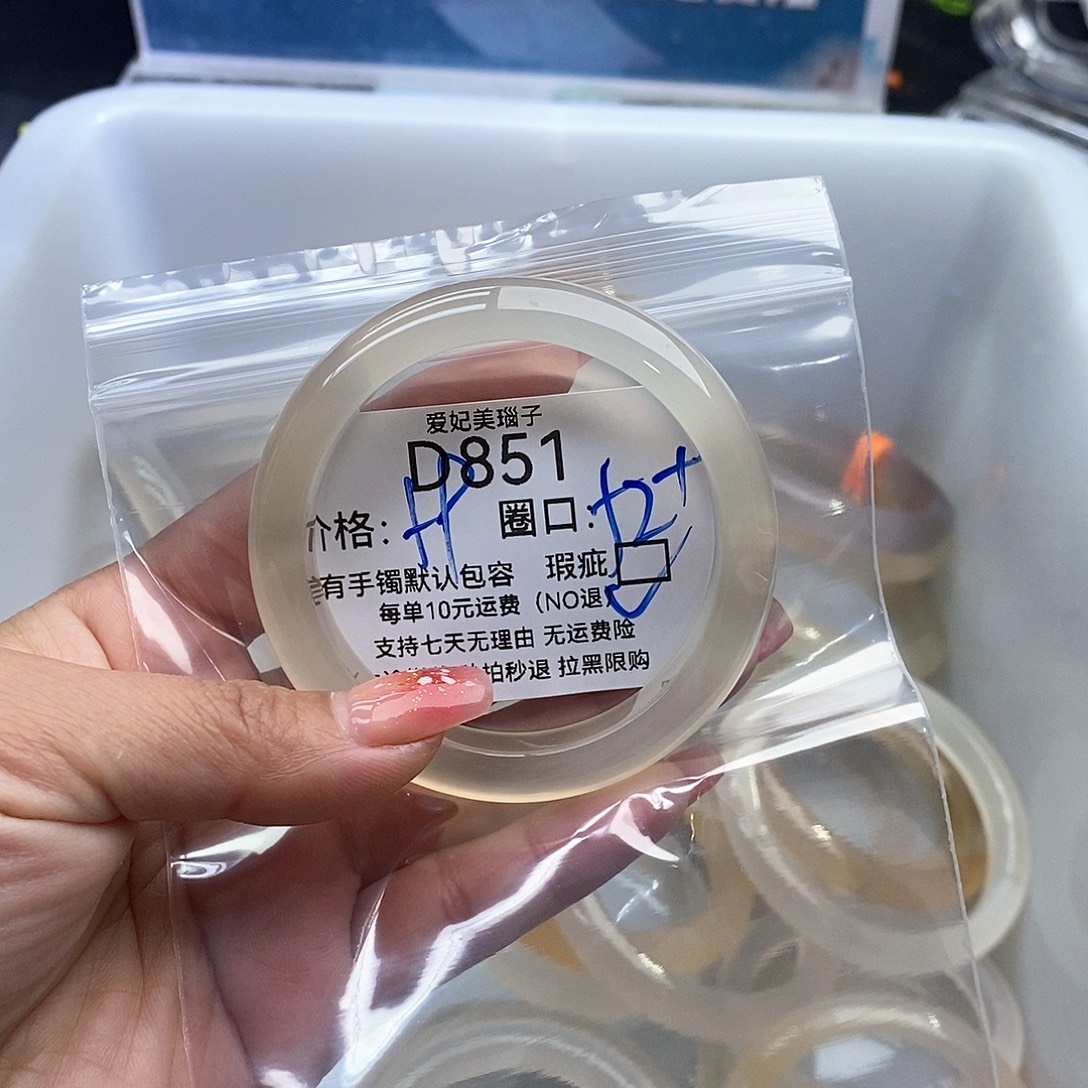 爱妃美瑙子
D851
价格: 圈口:
有手镯默认包容 瑕疵
每单10元运费（NO退）
支持七天无理由 无运费险
拍秒退 拉黑限购